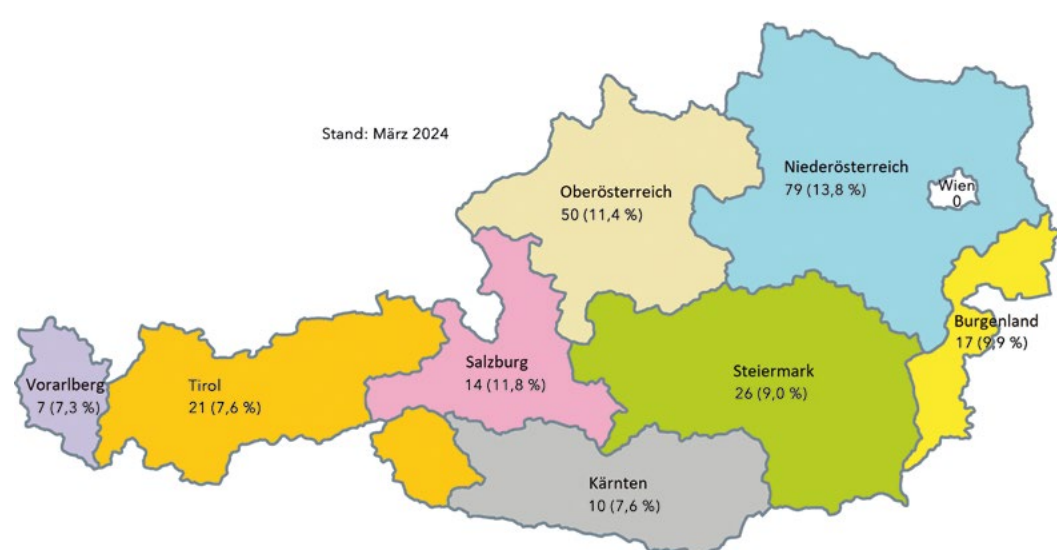 Stand: März 2024
Niederösterreich
79 (13,8 %)
Wien
0
Oberösterreich
50 (11,4 %)
Burgenland
17 (9,9 %)
Salzburg
14 (11,8 %)
Steiermark
26 (9,0 %)
Vorarlberg
7 (7,3 %)
Tirol
21 (7,6 %)
Kärnten
10 (7,6 %)